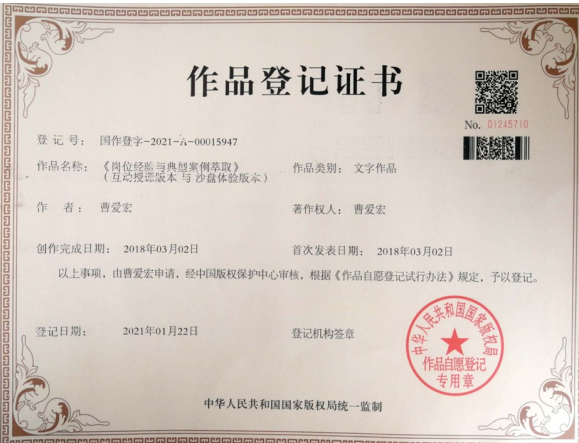 作品登记证书
No. 01245710
登记号: 国作登字-2021-A-00015947
作品名称: 《岗位经验与典型案例萃取》
(互动授课版本 与 沙盘体验版本)
作品类别: 文字作品
作 者: 曹爱宏
著作权人: 曹爱宏
创作完成日期: 2018年03月02日
首次发表日期: 2018年03月02日
以上事项，由曹爱宏申请，经中国版权保护中心审核，根据《作品自愿登记试行办法》规定，予以登记。
登记日期: 2021年01月22日
登记机构签章
中华人民共和国国家版权局
作品自愿登记
专用章
中华人民共和国国家版权局统一监制